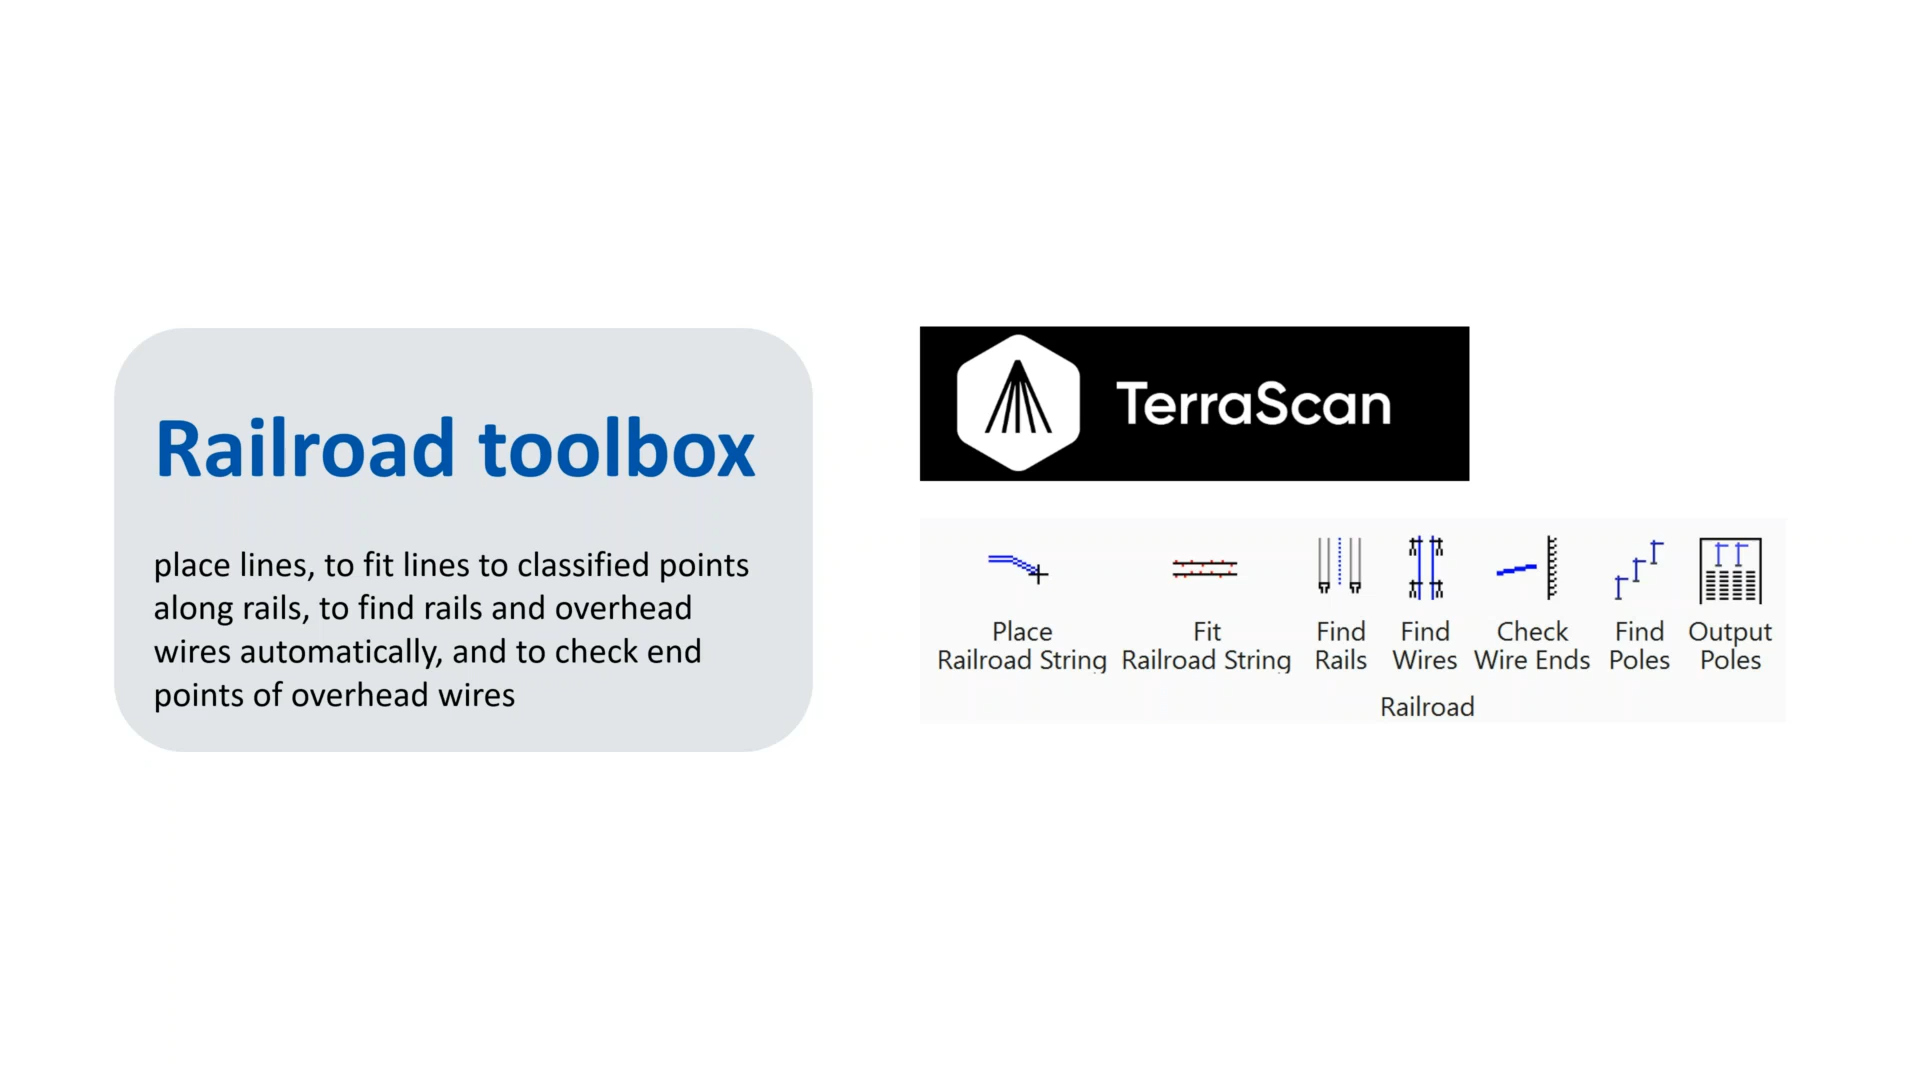 Railroad toolbox
place lines, to fit lines to classified points
along rails, to find rails and overhead
wires automatically, and to check end
points of overhead wires
TerraScan
Place
Railroad String
Fit
Railroad String
Find
Rails
Find
Wires
Check
Wire Ends
Find
Poles
Output
Poles
Railroad